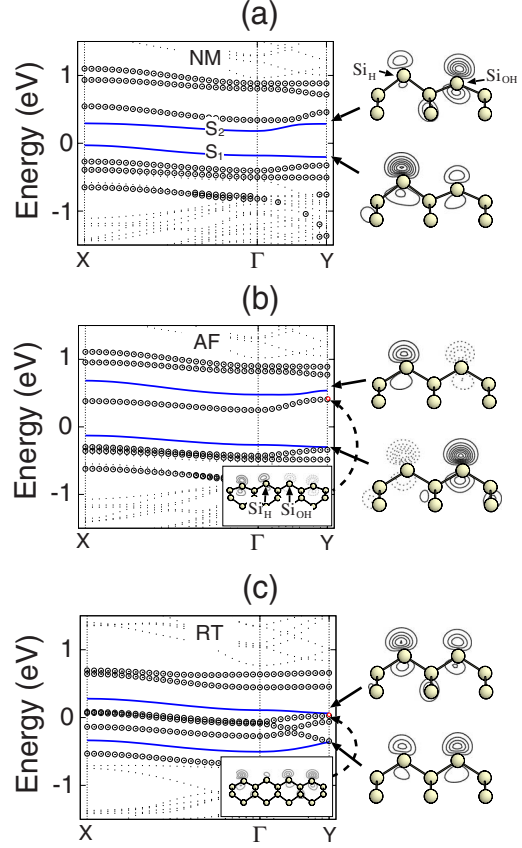 (a)
NM
Energy (eV)
1
0
-1
S2
S1
X
Γ
Y
SiH
SiOH
(b)
AF
Energy (eV)
1
0
-1
SiH
SiOH
X
Γ
Y
(c)
RT
Energy (eV)
1
0
-1
X
Γ
Y